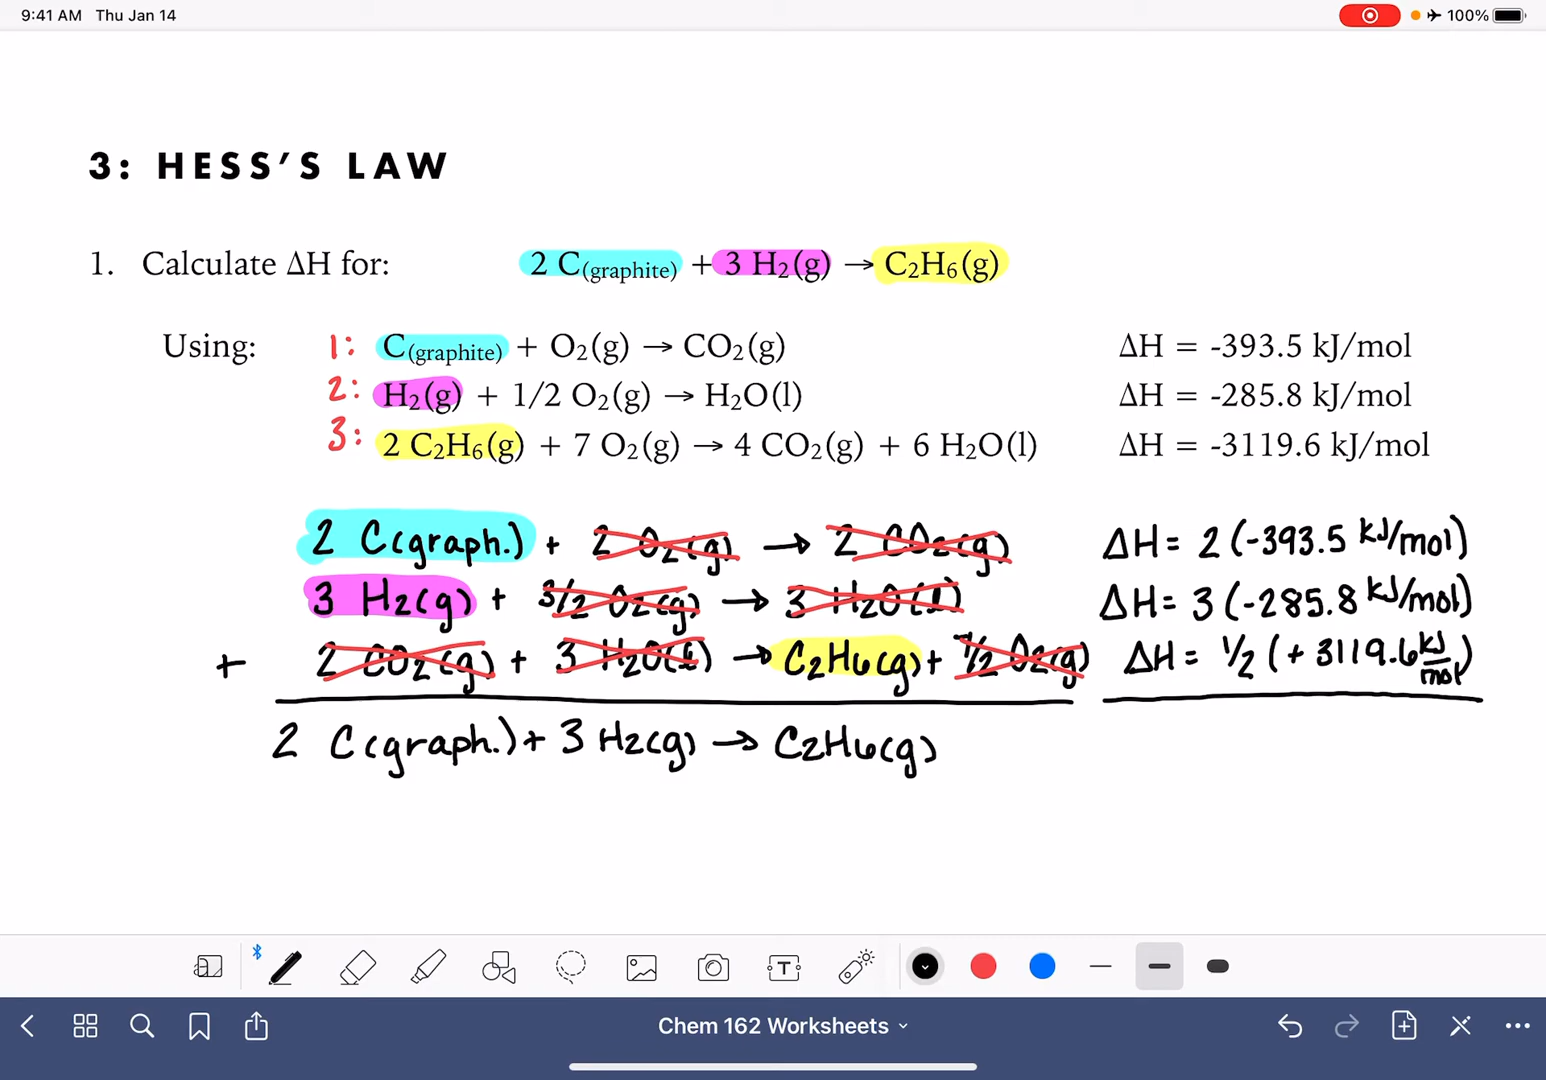 9:41 AM Thu Jan 14 100%
3: HESS’S LAW
1. Calculate ΔH for: 2 C(graphite) + 3 H₂(g) → C₂H₆(g)
Using: 1: C(graphite) + O₂(g) → CO₂(g) ΔH = -393.5 kJ/mol
2: H₂(g) + 1/2 O₂(g) → H₂O(l) ΔH = -285.8 kJ/mol
3: 2 C₂H₆(g) + 7 O₂(g) → 4 CO₂(g) + 6 H₂O(l) ΔH = -3119.6 kJ/mol
2 C(graph.) + 2 O₂(g) → 2 CO₂(g) ΔH = 2 (-393.5 kJ/mol)
3 H₂(g) + 3/2 O₂(g) → 3 H₂O(l) ΔH = 3 (-285.8 kJ/mol)
+ 2 CO₂(g) + 3 H₂O(l) → C₂H₆(g) + 7/2 O₂(g) ΔH = 1/2 (+ 3119.6 kJ/mol)
2 C(graph.) + 3 H₂(g) → C₂H₆(g)
T
Chem 162 Worksheets